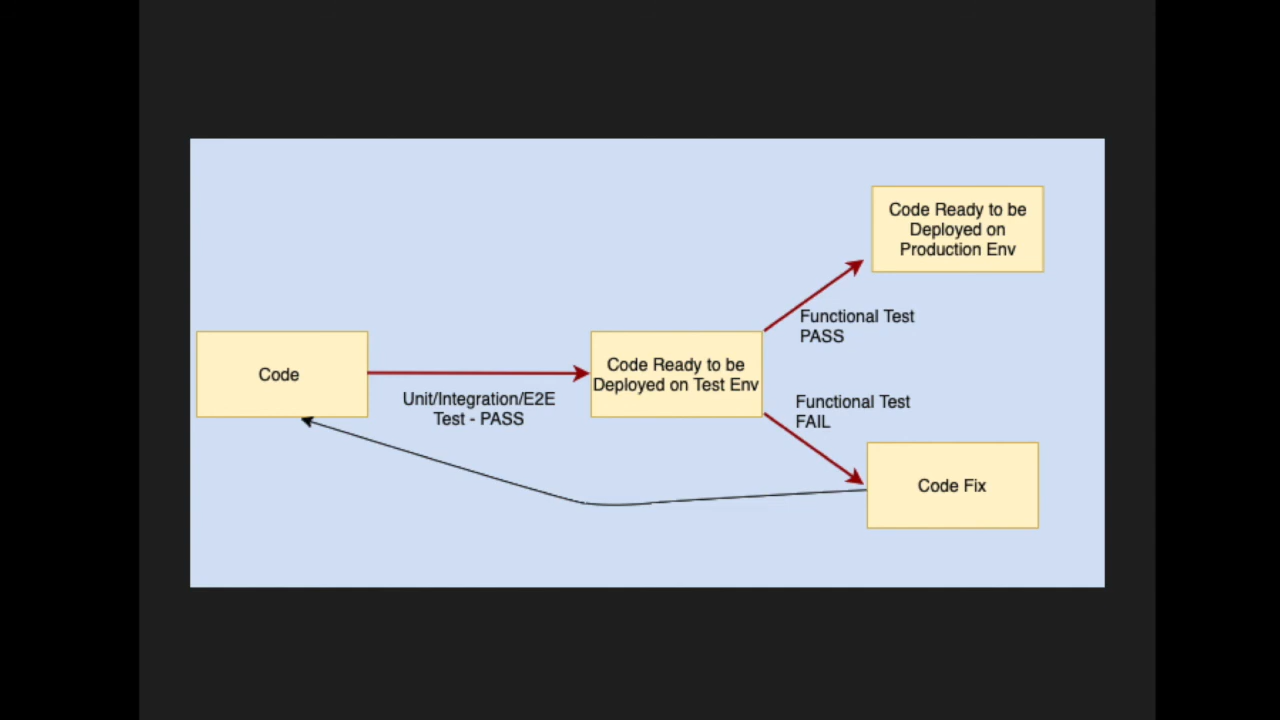 Code Ready to be
Deployed on
Production Env
Functional Test
PASS
Code
Unit/Integration/E2E
Test - PASS
Code Ready to be
Deployed on Test Env
Functional Test
FAIL
Code Fix